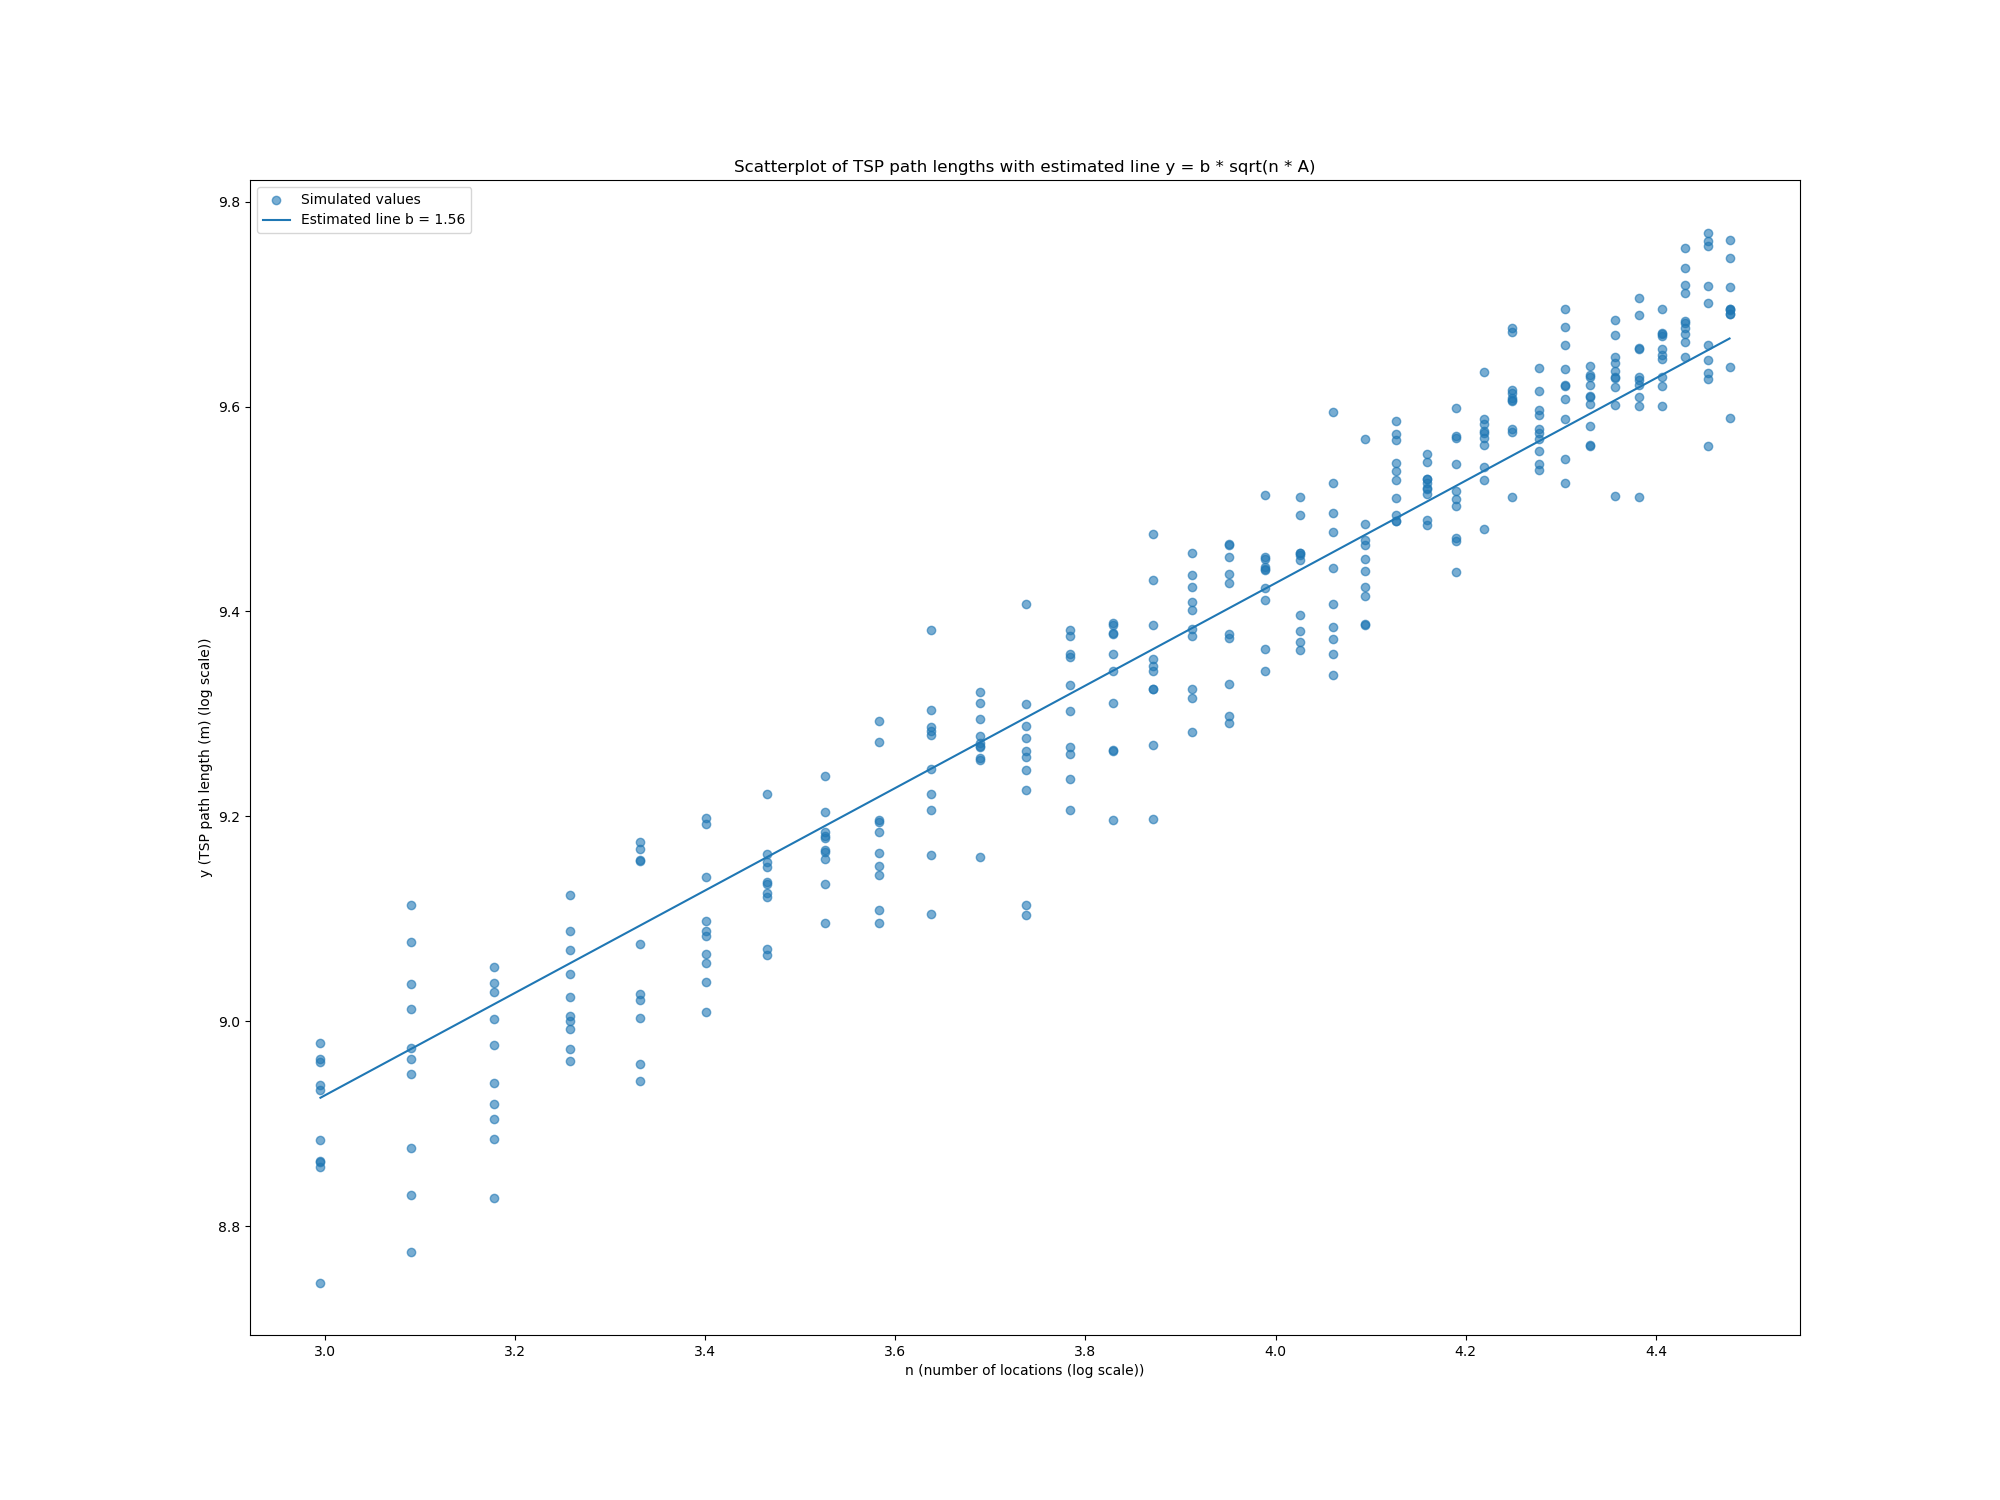 Scatterplot of TSP path lengths with estimated line y = b * sqrt(n * A)
Simulated values
Estimated line b = 1.56
9.8
9.6
9.4
9.2
9.0
8.8
y (TSP path length (m) (log scale))
3.0 3.2 3.4 3.6 3.8 4.0 4.2 4.4
n (number of locations (log scale))